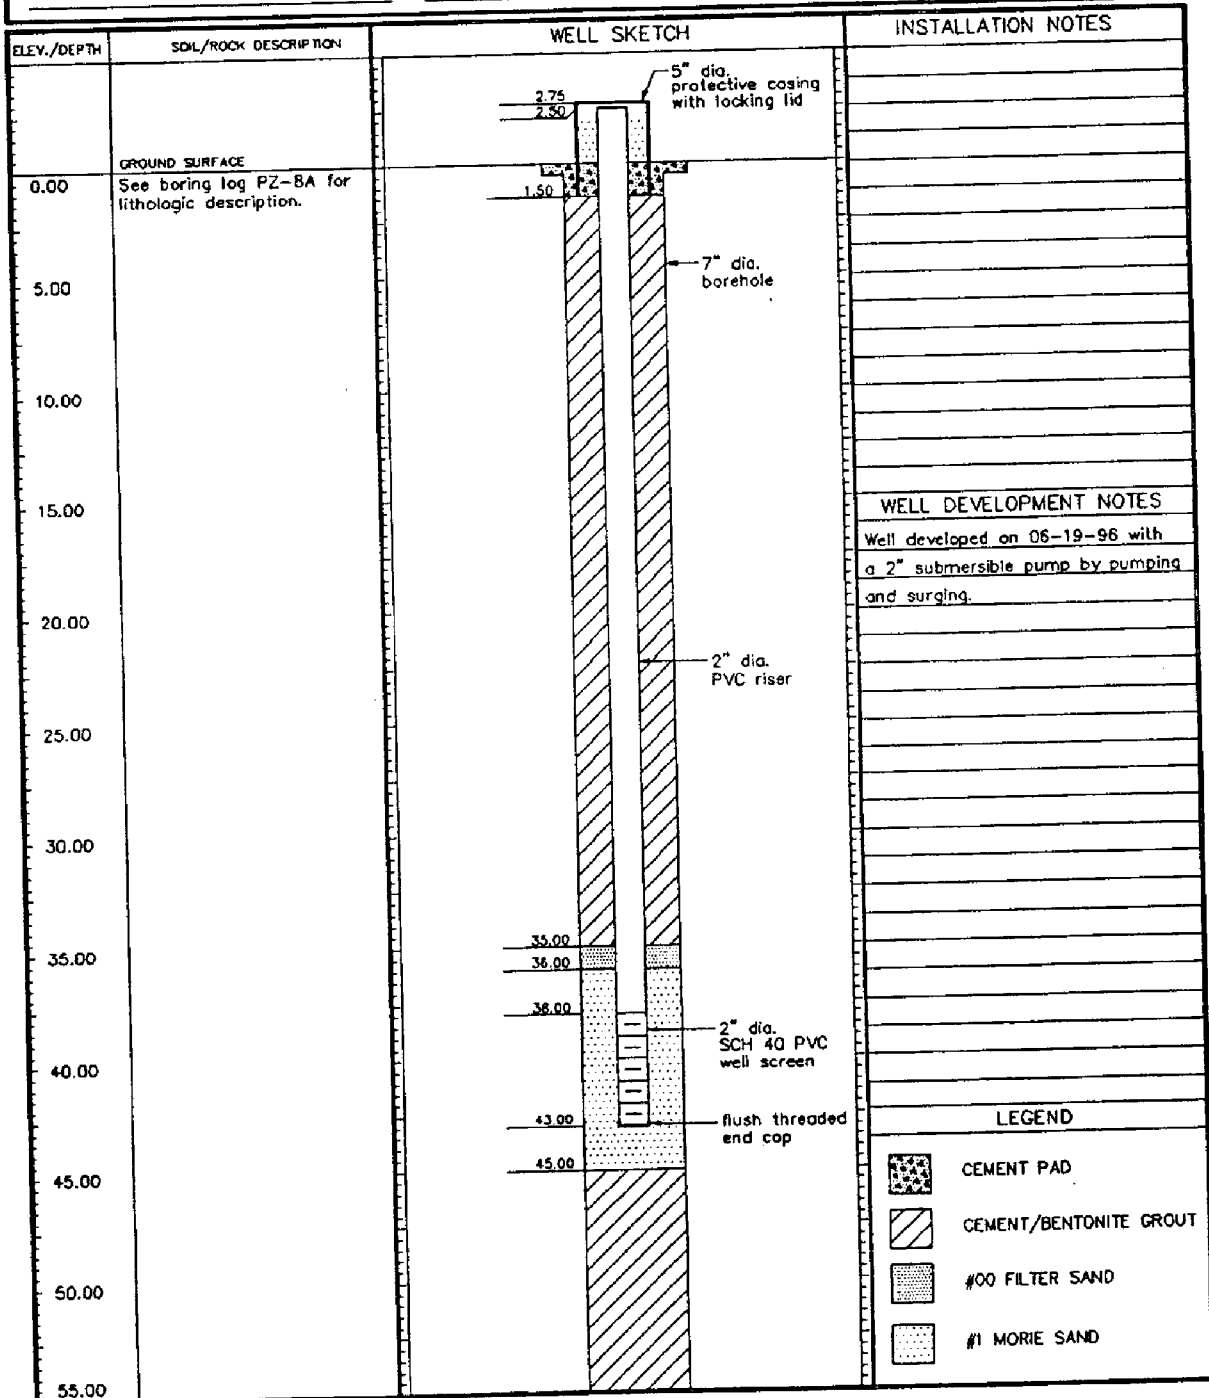 ELEV./DEPTH
SOIL/ROCK DESCRIPTION
WELL SKETCH
INSTALLATION NOTES
5" dia.
protective casing
with locking lid
2.75
2.50
GROUND SURFACE
0.00
See boring log PZ-8A for
lithologic description.
1.50
7" dia.
borehole
5.00
10.00
15.00
WELL DEVELOPMENT NOTES
Well developed on 06-19-96 with
a 2" submersible pump by pumping
and surging.
20.00
2" dia.
PVC riser
25.00
30.00
35.00
35.00
36.00
38.00
2" dia.
SCH 40 PVC
well screen
40.00
43.00
flush threaded
end cap
LEGEND
45.00
45.00
CEMENT PAD
CEMENT/BENTONITE GROUT
#00 FILTER SAND
50.00
#1 MORIE SAND
55.00